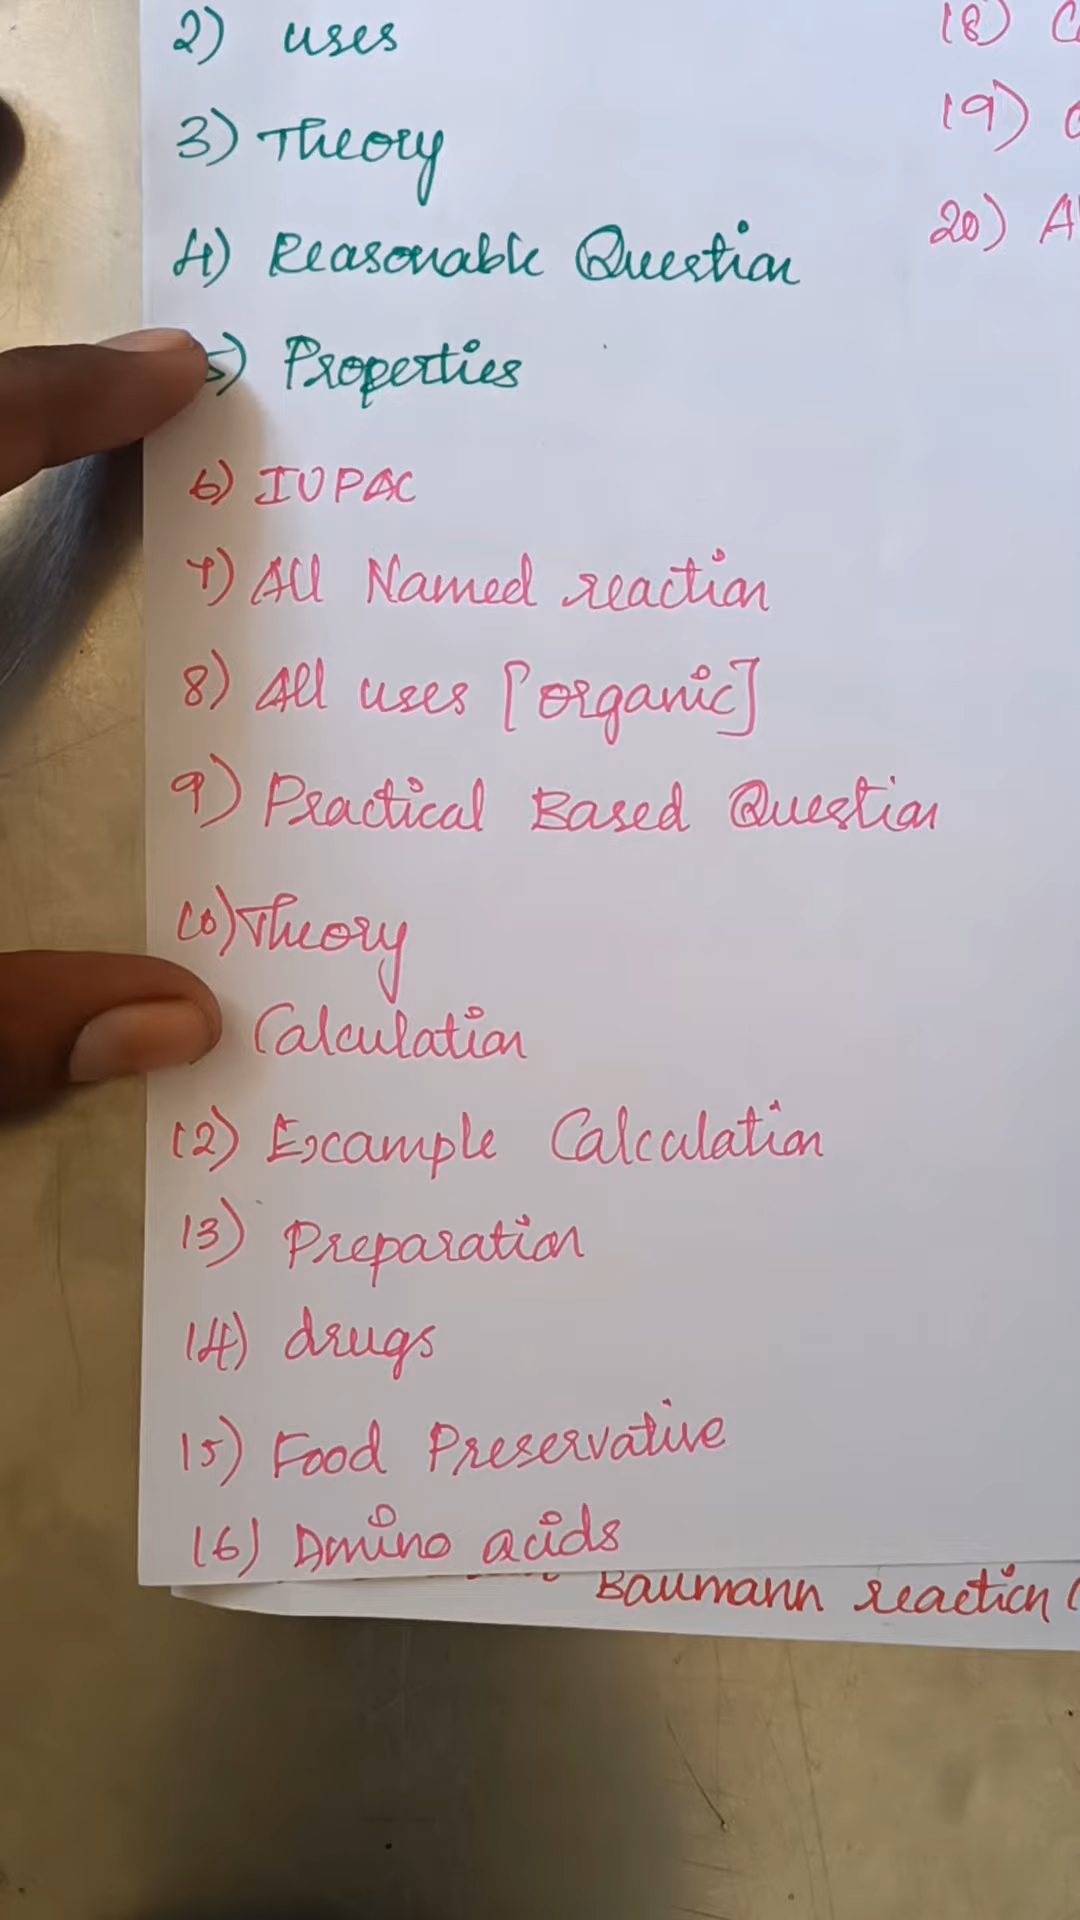 2) uses
3) Theory
4) Reasonable Question
5) Properties
6) IUPAC
7) All Named reaction
8) All uses [organic]
9) Practical Based Question
10) Theory
Calculation
12) Example Calculation
13) Preparation
14) drugs
15) Food Preservative
16) Amino acids
18)
19)
20)
Baumann reaction (